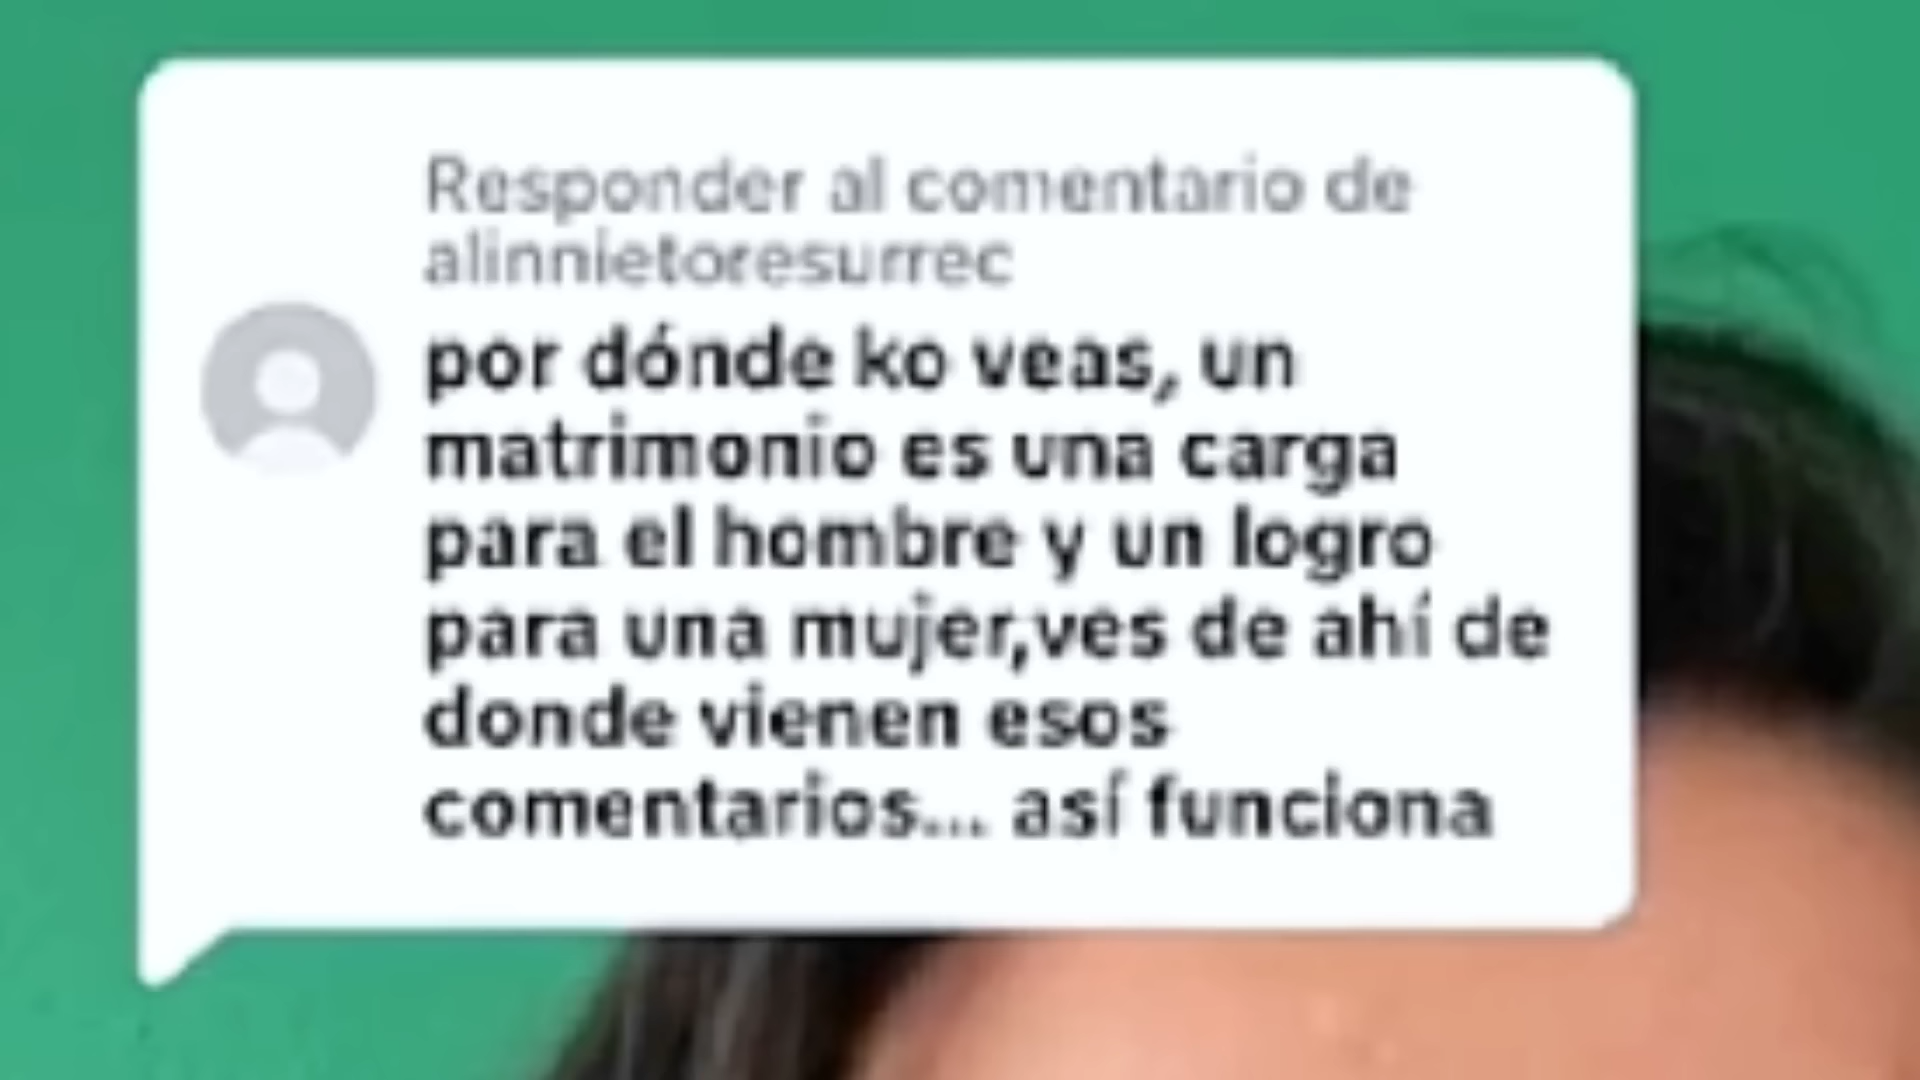 Responder al comentario de
alinnietoresurrec
por dónde ko veas, un
matrimonio es una carga
para el hombre y un logro
para una mujer,ves de ahí de
donde vienen esos
comentarios... así funciona